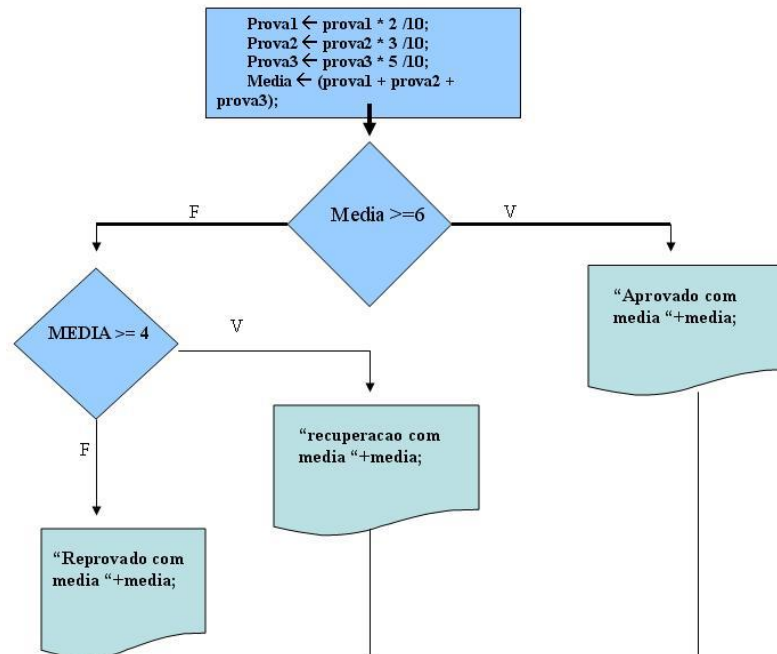 Prova1 ← prova1 * 2 /10;
Prova2 ← prova2 * 3 /10;
Prova3 ← prova3 * 5 /10;
Media ← (prova1 + prova2 +
prova3);
Media >=6
F
V
MEDIA >= 4
V
F
“Aprovado com
media “+media;
“recuperacao com
media “+media;
“Reprovado com
media “+media;